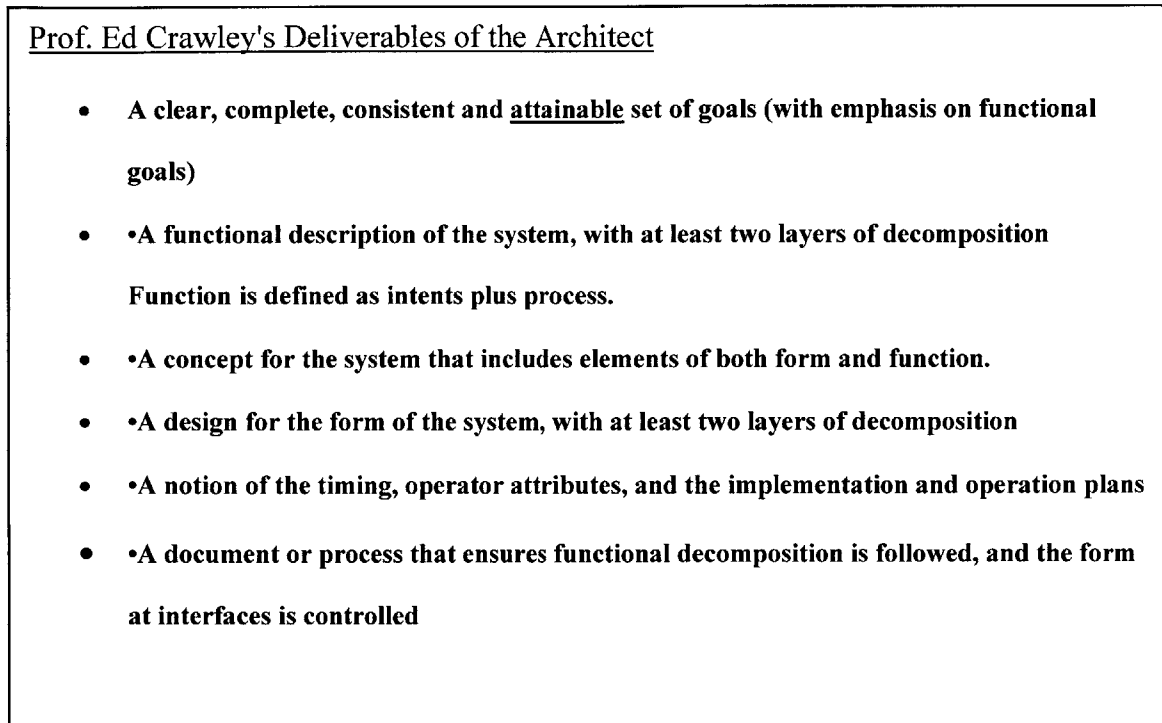 Prof. Ed Crawley's Deliverables of the Architect
• A clear, complete, consistent and attainable set of goals (with emphasis on functional
goals)
• •A functional description of the system, with at least two layers of decomposition
Function is defined as intents plus process.
• •A concept for the system that includes elements of both form and function.
• •A design for the form of the system, with at least two layers of decomposition
• •A notion of the timing, operator attributes, and the implementation and operation plans
• •A document or process that ensures functional decomposition is followed, and the form
at interfaces is controlled